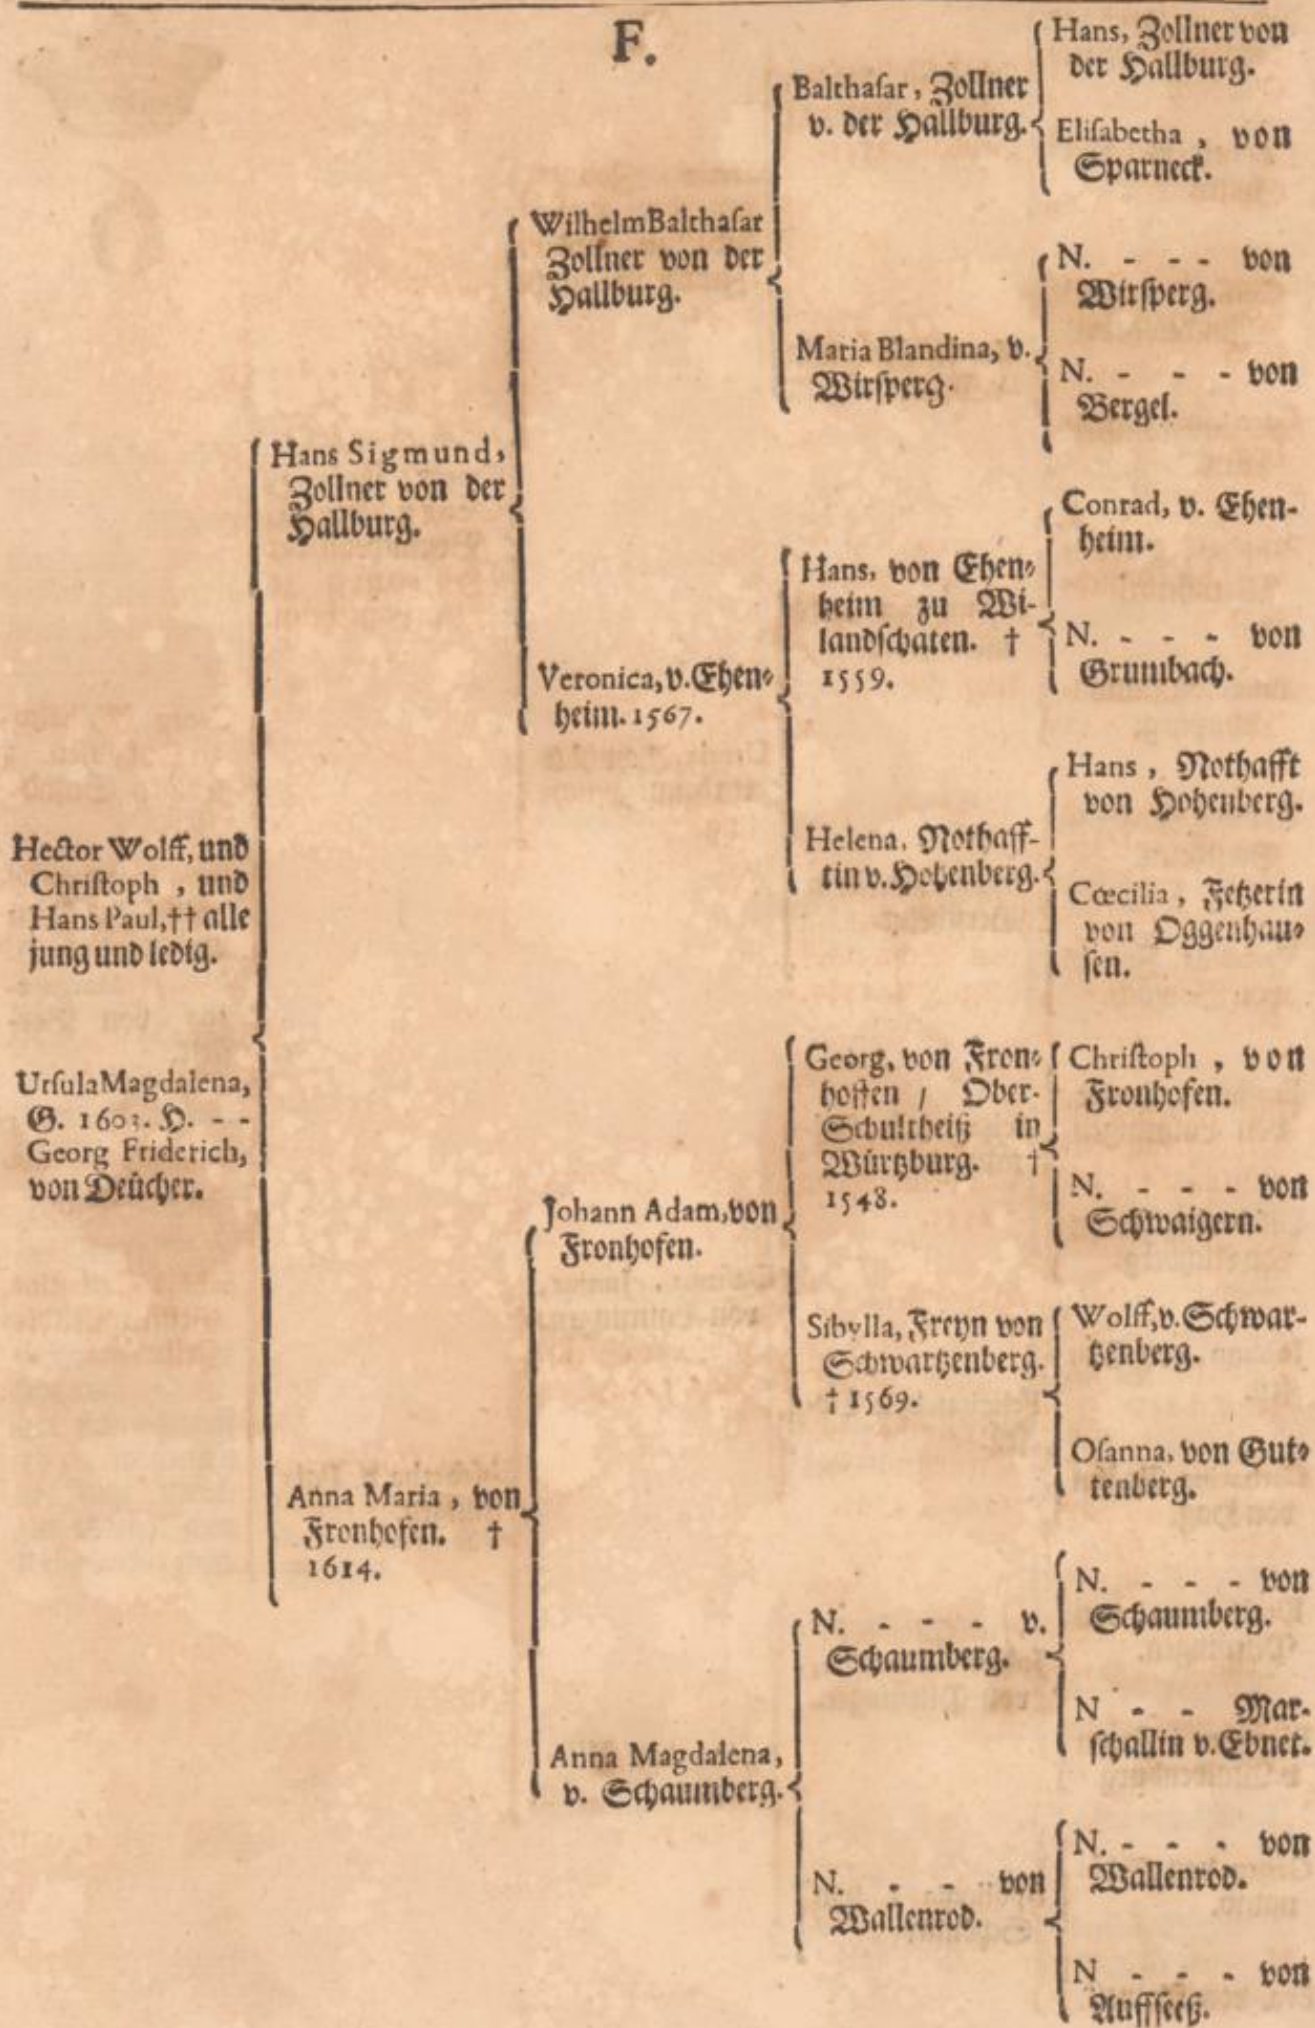 F.
Hector Wolff, und
Christoph, und
Hans Paul, †† alle
jung und ledig.
Ursula Magdalena,
G. 1603. H. - -
Georg Friderich,
von Deücher.
Hans Sigmund,
Zollner von der
Hallburg.
Anna Maria, von
Fronhofen. †
1614.
Wilhelm Balthasar
Zollner von der
Hallburg.
Veronica, v. Ehen-
heim. 1567.
Johann Adam, von
Fronhofen.
Anna Magdalena,
v. Schaumberg.
Balthasar, Zollner
v. der Hallburg.
Maria Blandina, v.
Wirsperg.
Hans, von Ehen-
heim zu Wi-
landschaten. †
1559.
Helena, Nothaff-
tin v. Hohenberg.
Georg, von Fron-
hoffen / Ober-
Schultheiß in
Würtzburg. †
1548.
Sibylla, Freyn von
Schwartzenberg.
† 1569.
N. - - - v.
Schaumberg.
N. - - von
Wallenrod.
Hans, Zollner von
der Hallburg.
Elisabetha, von
Sparneck.
N. - - - von
Wirsperg.
N. - - - von
Bergel.
Conrad, v. Ehen-
heim.
N. - - - von
Grumbach.
Hans, Nothafft
von Hohenberg.
Cœcilia, Fetzerin
von Oggenhau-
sen.
Christoph, von
Fronhofen.
N. - - - von
Schwaigern.
Wolff, v. Schwar-
tzenberg.
Osanna, von Gut-
tenberg.
N. - - - von
Schaumberg.
N - - Mar-
schallin v. Ebnet.
N. - - - von
Wallenrod.
N - - - von
Auffseeß.